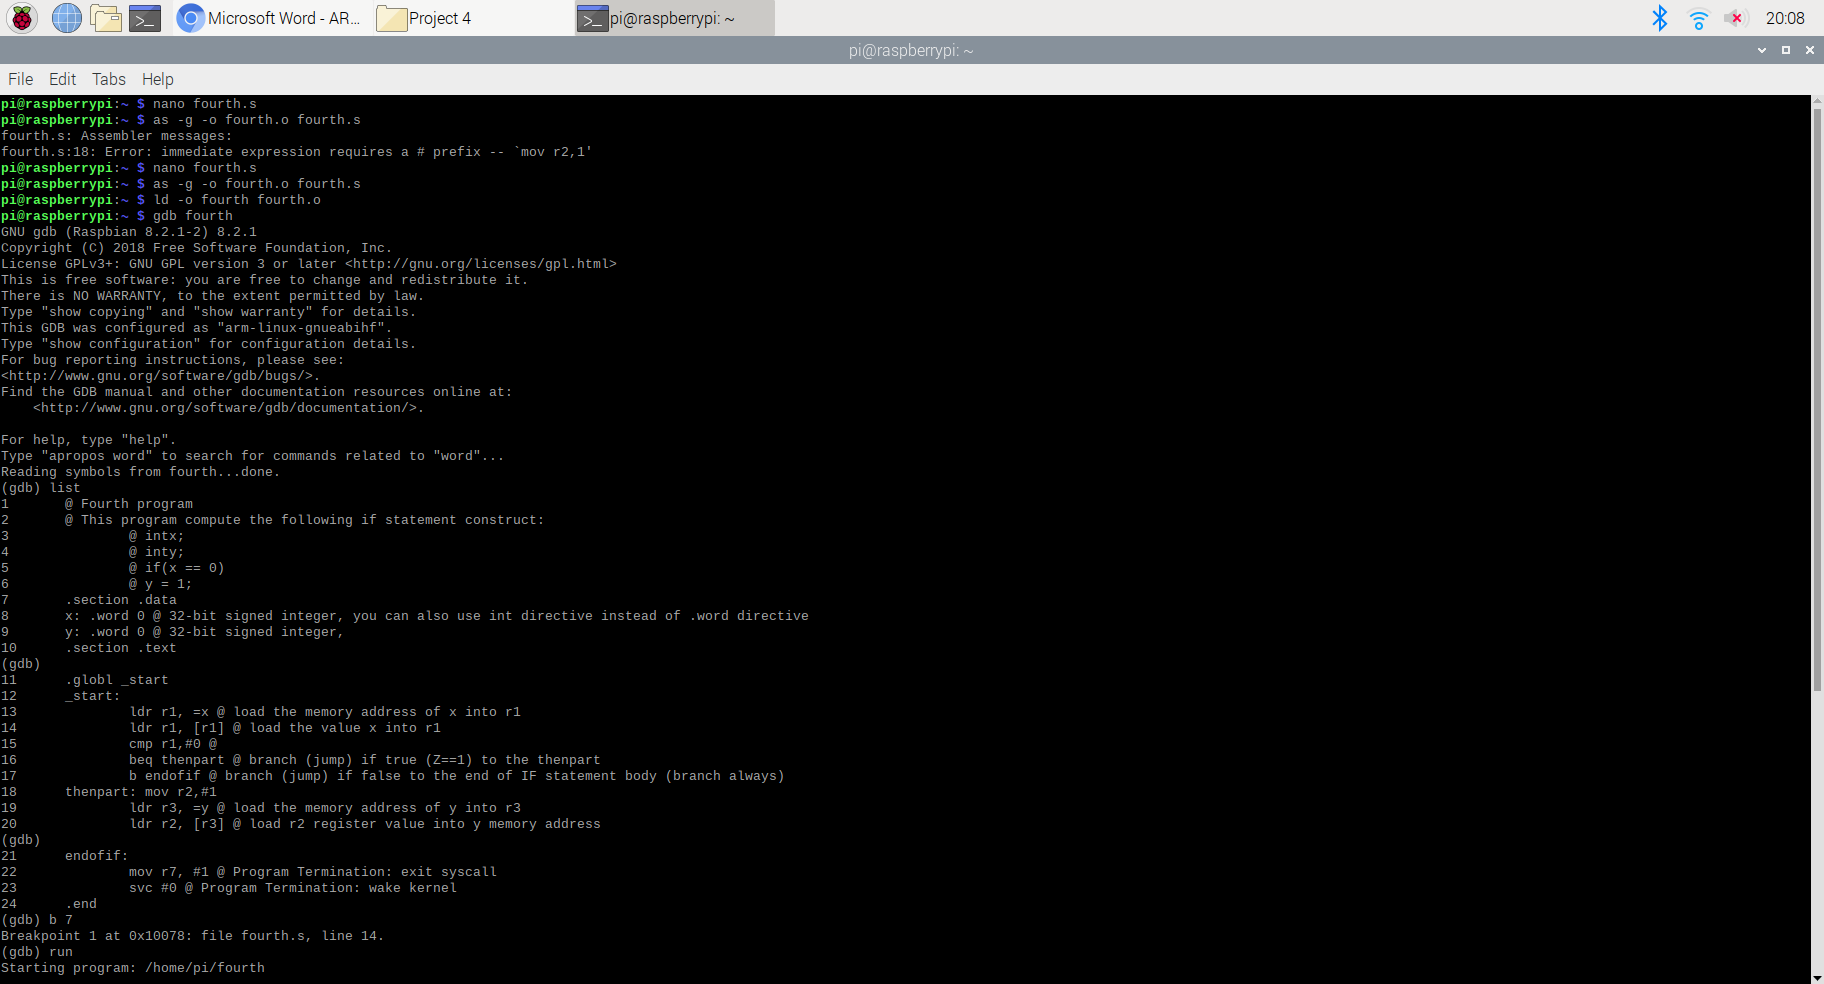 Microsoft Word - AR... Project 4 pi@raspberrypi: ~ 20:08
pi@raspberrypi: ~
File Edit Tabs Help
pi@raspberrypi:~ $ nano fourth.s
pi@raspberrypi:~ $ as -g -o fourth.o fourth.s
fourth.s: Assembler messages:
fourth.s:18: Error: immediate expression requires a # prefix -- `mov r2,1'
pi@raspberrypi:~ $ nano fourth.s
pi@raspberrypi:~ $ as -g -o fourth.o fourth.s
pi@raspberrypi:~ $ ld -o fourth fourth.o
pi@raspberrypi:~ $ gdb fourth
GNU gdb (Raspbian 8.2.1-2) 8.2.1
Copyright (C) 2018 Free Software Foundation, Inc.
License GPLv3+: GNU GPL version 3 or later <http://gnu.org/licenses/gpl.html>
This is free software: you are free to change and redistribute it.
There is NO WARRANTY, to the extent permitted by law.
Type "show copying" and "show warranty" for details.
This GDB was configured as "arm-linux-gnueabihf".
Type "show configuration" for configuration details.
For bug reporting instructions, please see:
<http://www.gnu.org/software/gdb/bugs/>.
Find the GDB manual and other documentation resources online at:
    <http://www.gnu.org/software/gdb/documentation/>.
For help, type "help".
Type "apropos word" to search for commands related to "word"...
Reading symbols from fourth...done.
(gdb) list
1       @ Fourth program
2       @ This program compute the following if statement construct:
3               @ intx;
4               @ inty;
5               @ if(x == 0)
6               @ y = 1;
7       .section .data
8       x: .word 0 @ 32-bit signed integer, you can also use int directive instead of .word directive
9       y: .word 0 @ 32-bit signed integer,
10      .section .text
(gdb)
11      .globl _start
12      _start:
13              ldr r1, =x @ load the memory address of x into r1
14              ldr r1, [r1] @ load the value x into r1
15              cmp r1,#0 @
16              beq thenpart @ branch (jump) if true (Z==1) to the thenpart
17              b endofif @ branch (jump) if false to the end of IF statement body (branch always)
18      thenpart: mov r2,#1
19              ldr r3, =y @ load the memory address of y into r3
20              ldr r2, [r3] @ load r2 register value into y memory address
(gdb)
21      endofif:
22              mov r7, #1 @ Program Termination: exit syscall
23              svc #0 @ Program Termination: wake kernel
24      .end
(gdb) b 7
Breakpoint 1 at 0x10078: file fourth.s, line 14.
(gdb) run
Starting program: /home/pi/fourth